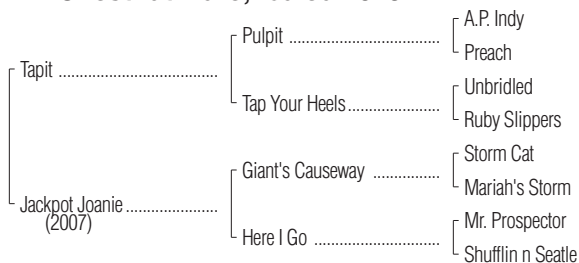 A.P. Indy
Pulpit
Preach
Tapit
Unbridled
Tap Your Heels
Ruby Slippers
Storm Cat
Giant's Causeway
Mariah's Storm
Jackpot Joanie
(2007)
Mr. Prospector
Here I Go
Shufflin n Seatle